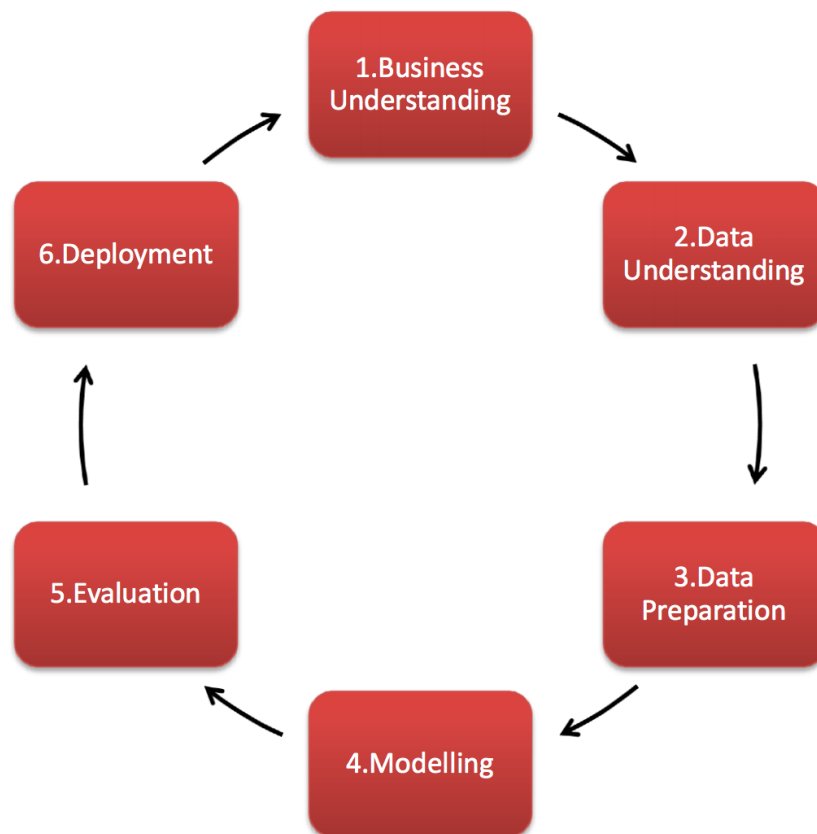 1.Business
Understanding
2.Data
Understanding
3.Data
Preparation
4.Modelling
5.Evaluation
6.Deployment